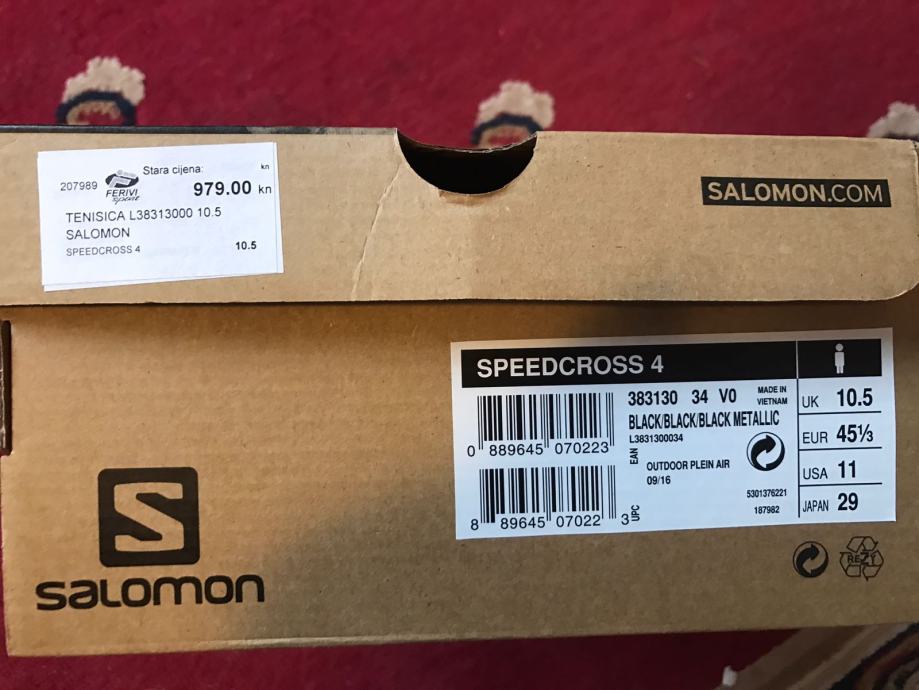 Stara cijena: kn
207989 FERIVI sport 979.00 kn
TENISICA L38313000 10.5
SALOMON
SPEEDCROSS 4 10.5
SALOMON.COM
SPEEDCROSS 4
383130 34 V0 MADE IN VIETNAM
BLACK/BLACK/BLACK METALLIC
L3831300034
EAN
0 889645 070223
OUTDOOR PLEIN AIR
09/16
8 89645 07022 3
UPC
5301376221
187982
UK 10.5
EUR 45⅓
USA 11
JAPAN 29
S
SALOMON
REZY